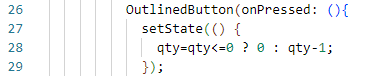 26 OutlinedButton(onPressed: (){
27 setState(() {
28 qty=qty<=0 ? 0 : qty-1;
29 });